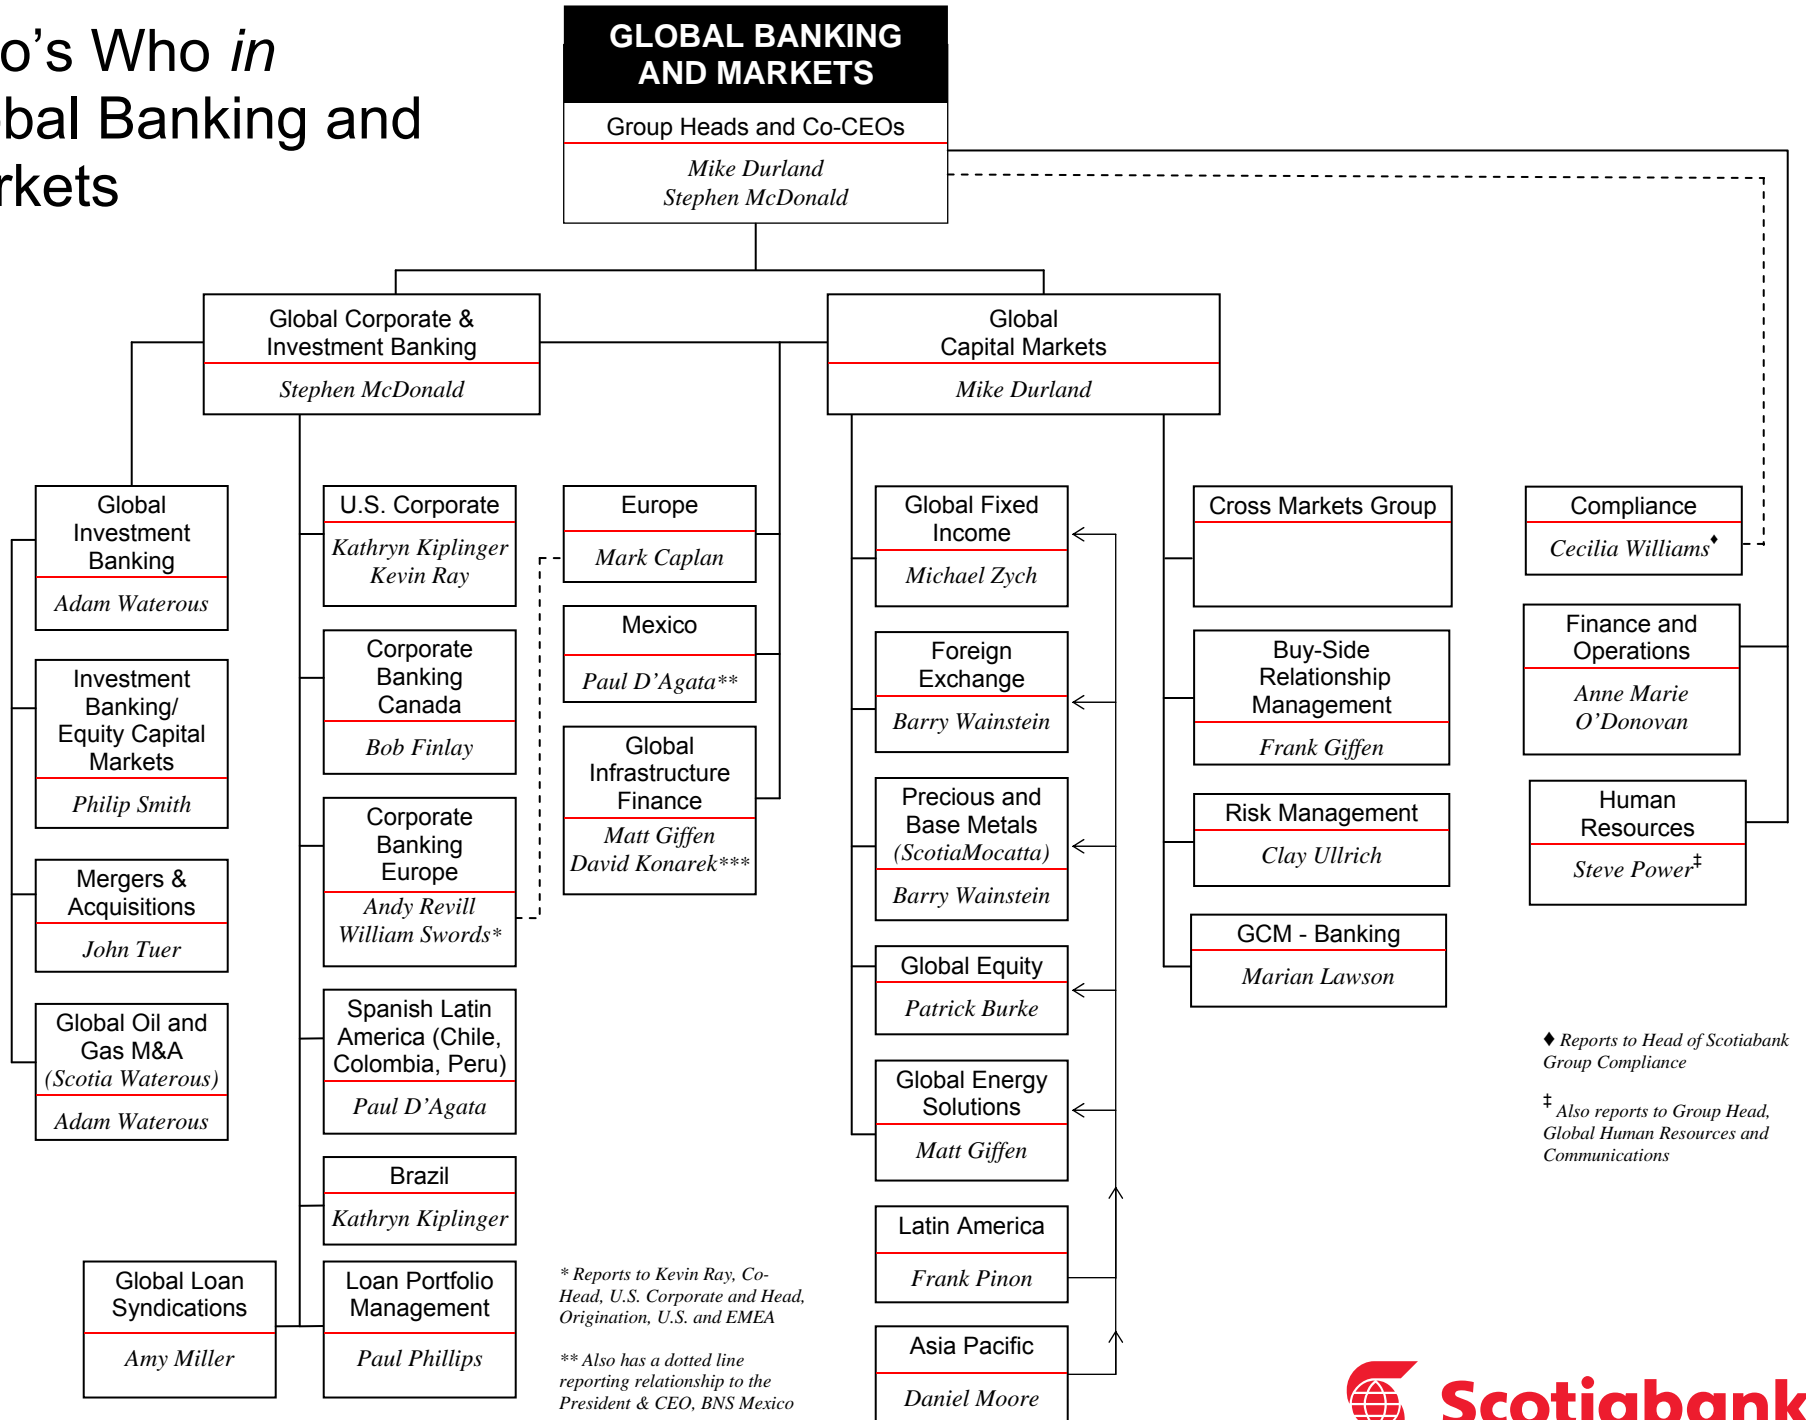 o's Who in
bal Banking and
rkets
GLOBAL BANKING
AND MARKETS
Group Heads and Co-CEOs
Mike Durland
Stephen McDonald
Global Corporate &
Investment Banking
Stephen McDonald
Global
Capital Markets
Mike Durland
Global
Investment
Banking
Adam Waterous
Investment
Banking/
Equity Capital
Markets
Philip Smith
Mergers &
Acquisitions
John Tuer
Global Oil and
Gas M&A
(Scotia Waterous)
Adam Waterous
U.S. Corporate
Kathryn Kiplinger
Kevin Ray
Corporate
Banking
Canada
Bob Finlay
Corporate
Banking
Europe
Andy Revill
William Swords*
Spanish Latin
America (Chile,
Colombia, Peru)
Paul D'Agata
Brazil
Kathryn Kiplinger
Global Loan
Syndications
Amy Miller
Loan Portfolio
Management
Paul Phillips
Europe
Mark Caplan
Mexico
Paul D'Agata**
Global
Infrastructure
Finance
Matt Giffen
David Konarek***
* Reports to Kevin Ray, Co-
Head, U.S. Corporate and Head,
Origination, U.S. and EMEA
** Also has a dotted line
reporting relationship to the
President & CEO, BNS Mexico
Global Fixed
Income
Michael Zych
Foreign
Exchange
Barry Wainstein
Precious and
Base Metals
(ScotiaMocatta)
Barry Wainstein
Global Equity
Patrick Burke
Global Energy
Solutions
Matt Giffen
Latin America
Frank Pinon
Asia Pacific
Daniel Moore
Cross Markets Group
Buy-Side
Relationship
Management
Frank Giffen
Risk Management
Clay Ullrich
GCM - Banking
Marian Lawson
Compliance
Cecilia Williams♦
Finance and
Operations
Anne Marie
O'Donovan
Human
Resources
Steve Power‡
♦ Reports to Head of Scotiabank
Group Compliance
‡ Also reports to Group Head,
Global Human Resources and
Communications
Scotiabank